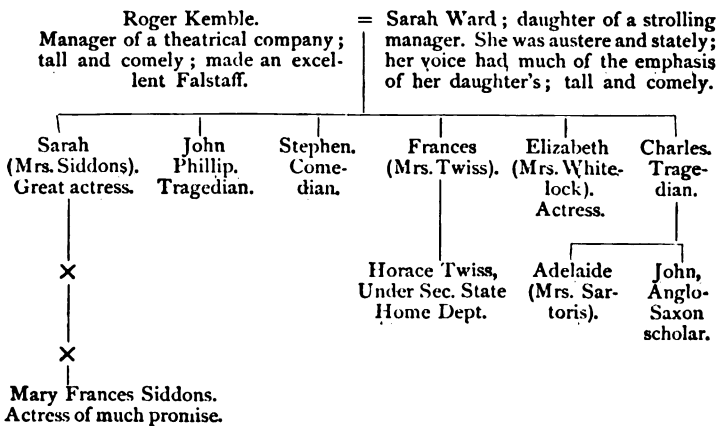 Roger Kemble.
Manager of a theatrical company;
tall and comely; made an excel-
lent Falstaff.
= Sarah Ward; daughter of a strolling
manager. She was austere and stately;
her voice had much of the emphasis
of her daughter's; tall and comely.
Sarah
(Mrs. Siddons).
Great actress.
John
Phillip.
Tragedian.
Stephen.
Come-
dian.
Frances
(Mrs. Twiss).
Elizabeth
(Mrs. White-
lock).
Actress.
Charles.
Trage-
dian.
×
Horace Twiss,
Under Sec. State
Home Dept.
Adelaide
(Mrs. Sar-
toris).
John,
Anglo-
Saxon
scholar.
×
Mary Frances Siddons.
Actress of much promise.